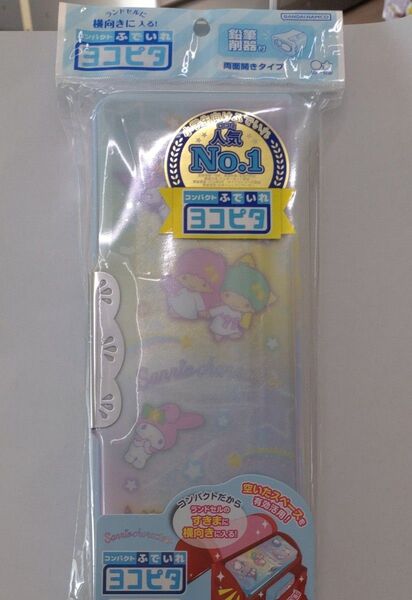 ランドセルに
横向きに入る!
コンパクト ふでいれ
ヨコピタ
鉛筆
削器付
両面開きタイプ
BANDAI NAMCO
人気
No.1
コンパクト ふでいれ
ヨコピタ
Sanrio characters
コンパクトだから
ランドセルの
すきまに
横向きに入る!
空いたスペースを
有効活用!
Sanrio characters
コンパクト ふでいれ
ヨコピタ